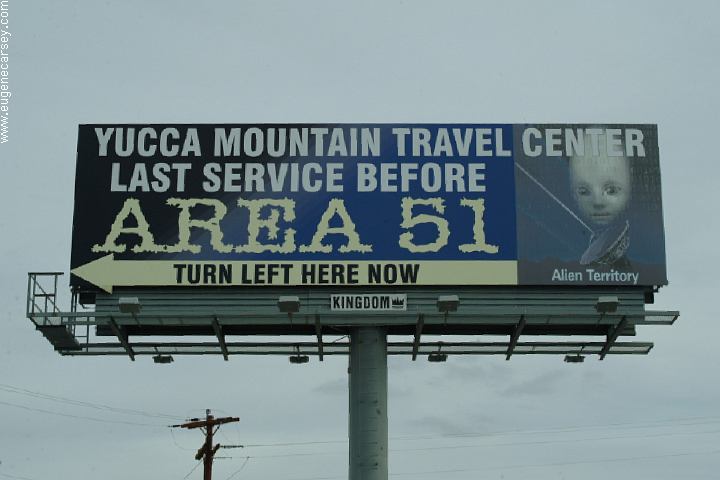 www.eugenecarsey.com
YUCCA MOUNTAIN TRAVEL CENTER
LAST SERVICE BEFORE
AREA 51
TURN LEFT HERE NOW
Alien Territory
KINGDOM